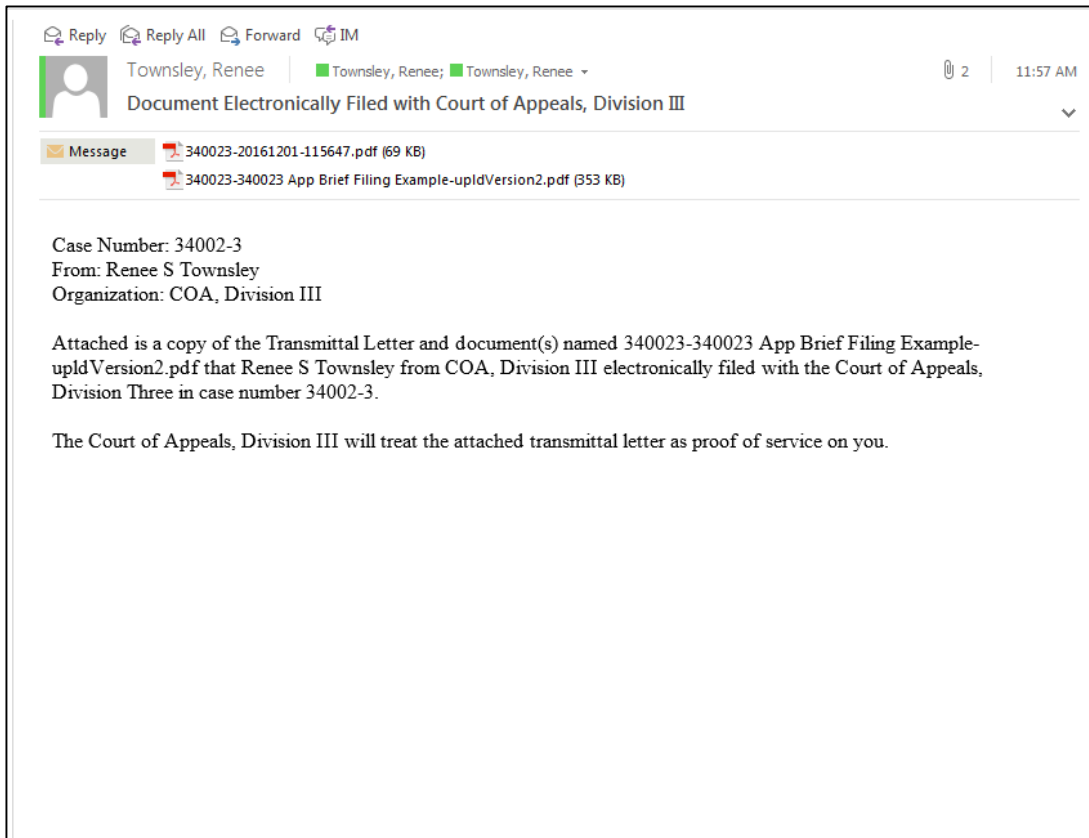 Reply Reply All Forward IM
Townsley, Renee Townsley, Renee; Townsley, Renee 2 11:57 AM
Document Electronically Filed with Court of Appeals, Division III
Message 340023-20161201-115647.pdf (69 KB)
340023-340023 App Brief Filing Example-upldVersion2.pdf (353 KB)
Case Number: 34002-3
From: Renee S Townsley
Organization: COA, Division III
Attached is a copy of the Transmittal Letter and document(s) named 340023-340023 App Brief Filing Example-
upldVersion2.pdf that Renee S Townsley from COA, Division III electronically filed with the Court of Appeals,
Division Three in case number 34002-3.
The Court of Appeals, Division III will treat the attached transmittal letter as proof of service on you.